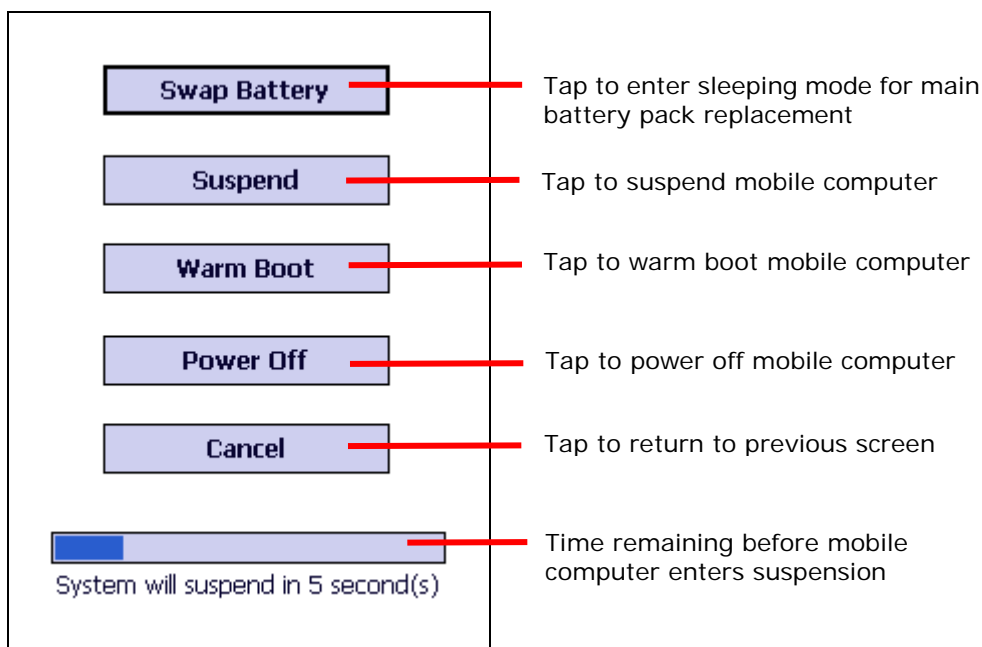 Swap Battery
Tap to enter sleeping mode for main
battery pack replacement
Suspend
Tap to suspend mobile computer
Warm Boot
Tap to warm boot mobile computer
Power Off
Tap to power off mobile computer
Cancel
Tap to return to previous screen
Time remaining before mobile
computer enters suspension
System will suspend in 5 second(s)